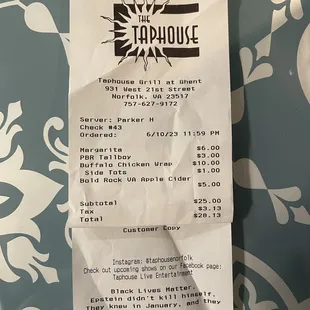 THE
TAPHOUSE
Taphouse Grill at Ghent
931 West 21st Street
Norfolk, VA 23517
757-627-9172
Server: Parker H
Check #43
Ordered: 6/10/23 11:59 PM
Margarita $6.00
PBR Tallboy $3.00
Buffalo Chicken Wrap $10.00
Side Tots $1.00
Bold Rock VA Apple Cider
$5.00
Subtotal $25.00
Tax $3.13
Total $28.13
Customer Copy
Instagram: @taphousenorfolk
Check out upcoming shows on our Facebook page:
Taphouse Live Entertainment
Black Lives Matter.
Epstein didn't kill himself.
They knew in January, and they